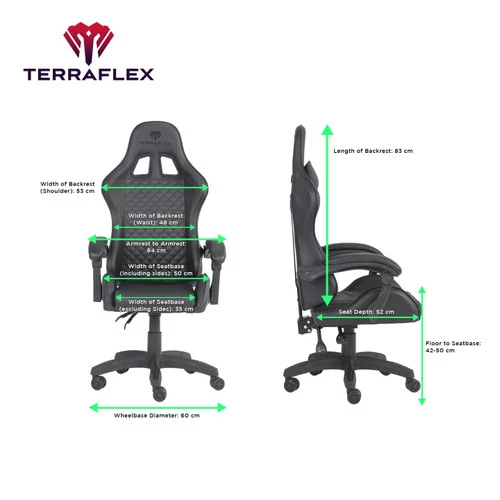 TERRAFLEX
TERRAFLEX
Length of Backrest: 83 cm
Width of Backrest
(Shoulder): 53 cm
Width of Backrest
(Waist): 48 cm
Armrest to Armrest:
64 cm
Width of Seatbase
(including sides): 50 cm
Width of Seatbase
(excluding sides): 35 cm
Seat Depth: 52 cm
Floor to Seatbase:
42-50 cm
Wheelbase Diameter: 60 cm